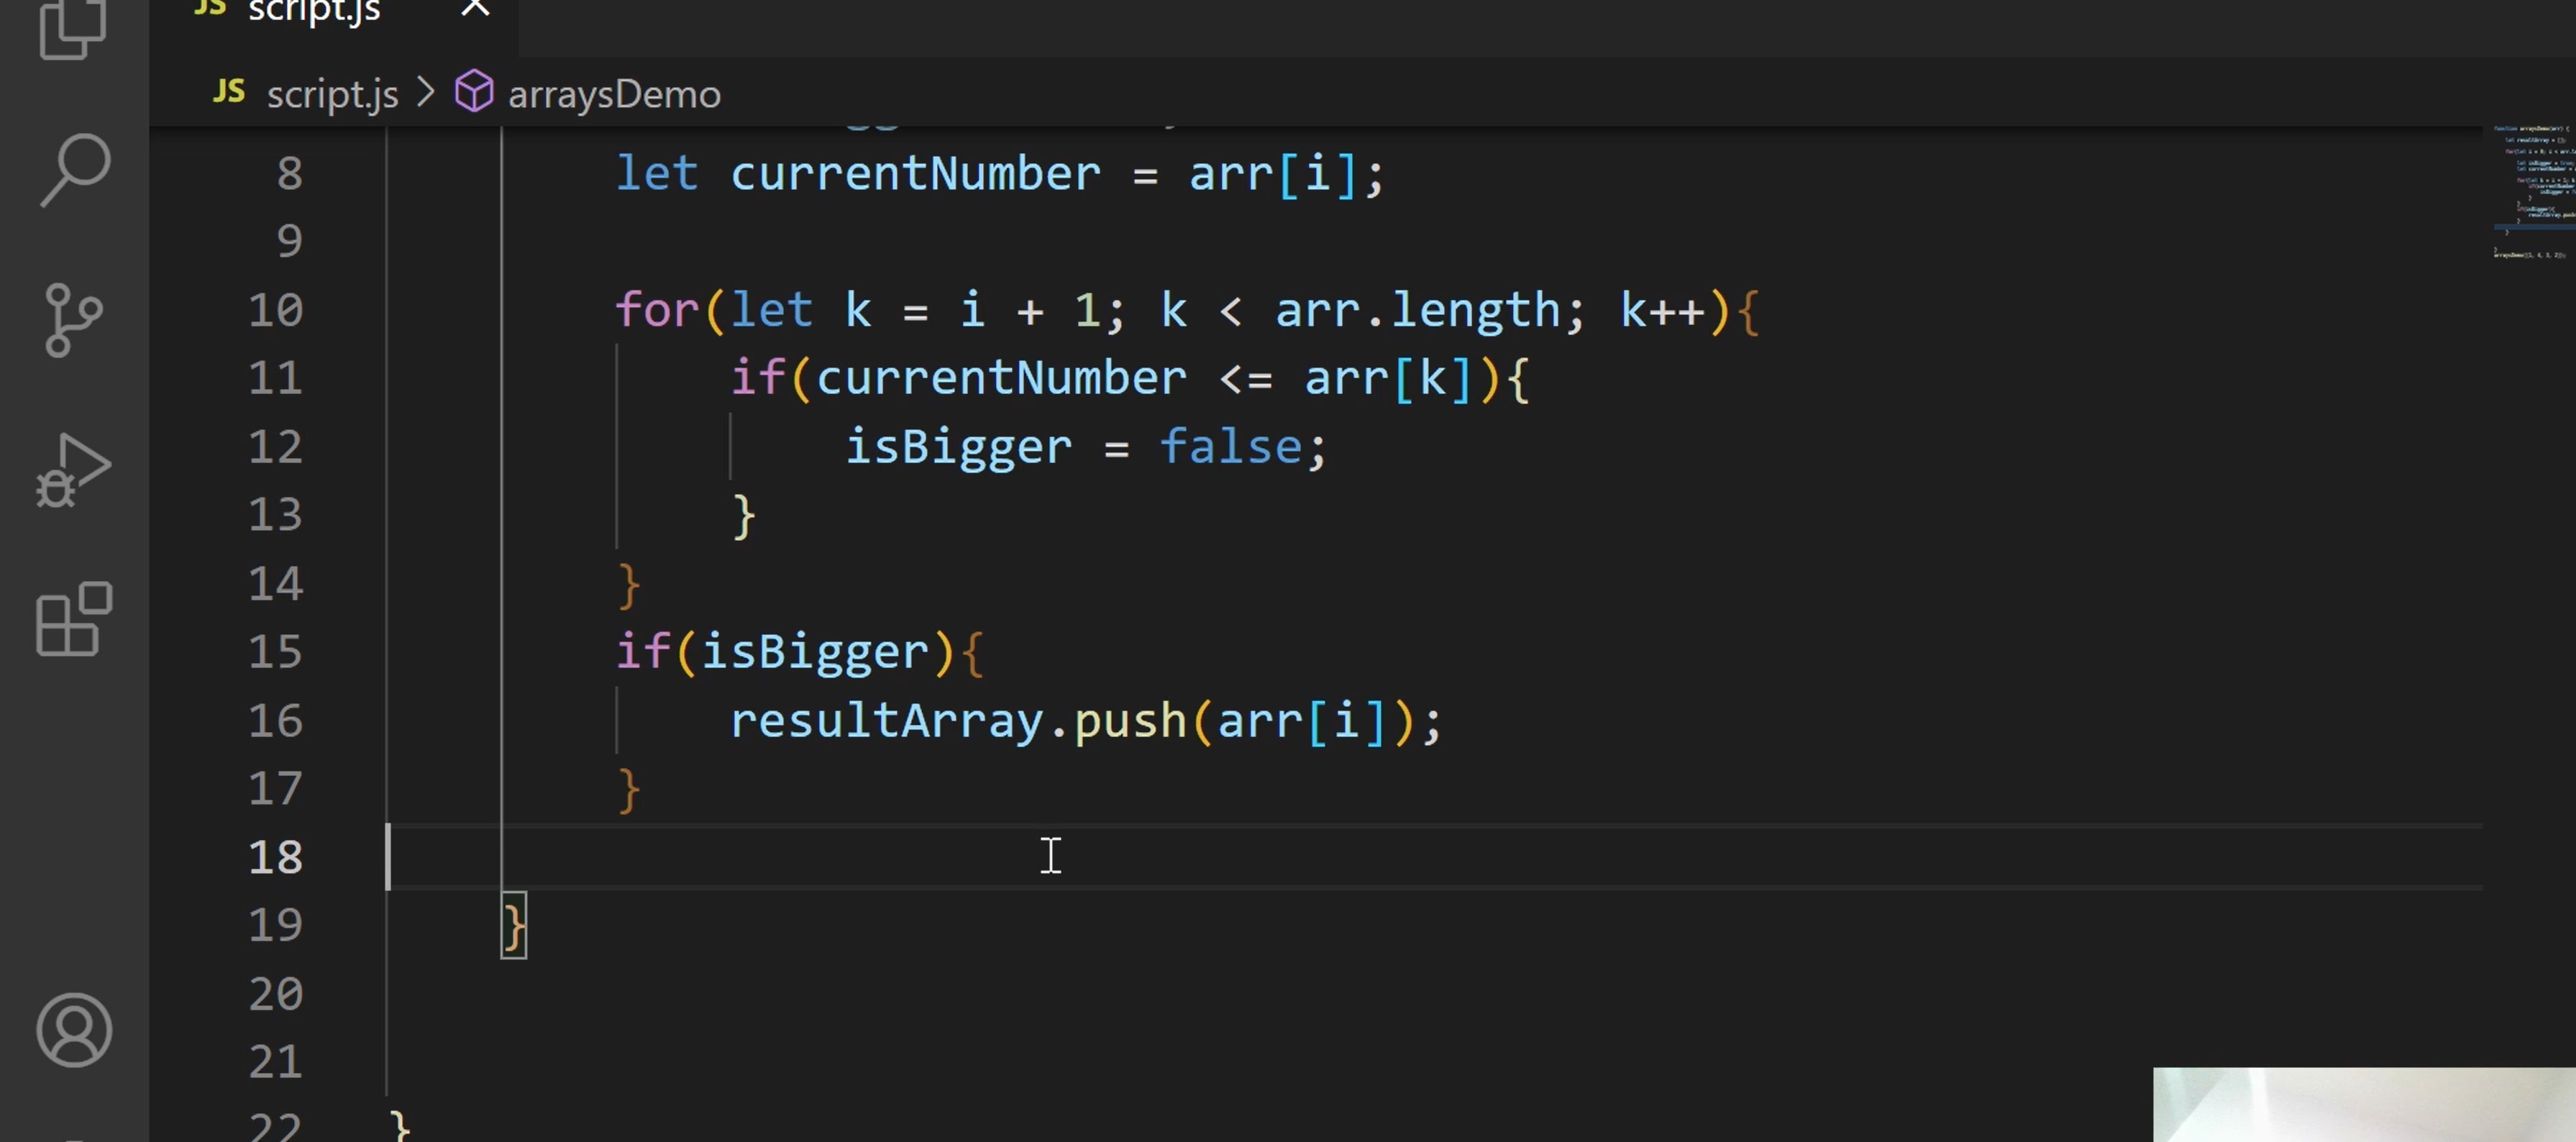 JS script.js
JS script.js > arraysDemo
8 let currentNumber = arr[i];
9
10 for(let k = i + 1; k < arr.length; k++){
11 if(currentNumber <= arr[k]){
12 isBigger = false;
13 }
14 }
15 if(isBigger){
16 resultArray.push(arr[i]);
17 }
18
19 }
20
21
22 }